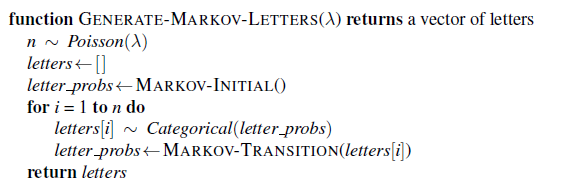 function GENERATE-MARKOV-LETTERS(λ) returns a vector of letters
n ∼ Poisson(λ)
letters ← []
letter_probs ← MARKOV-INITIAL()
for i = 1 to n do
letters[i] ∼ Categorical(letter_probs)
letter_probs ← MARKOV-TRANSITION(letters[i])
return letters